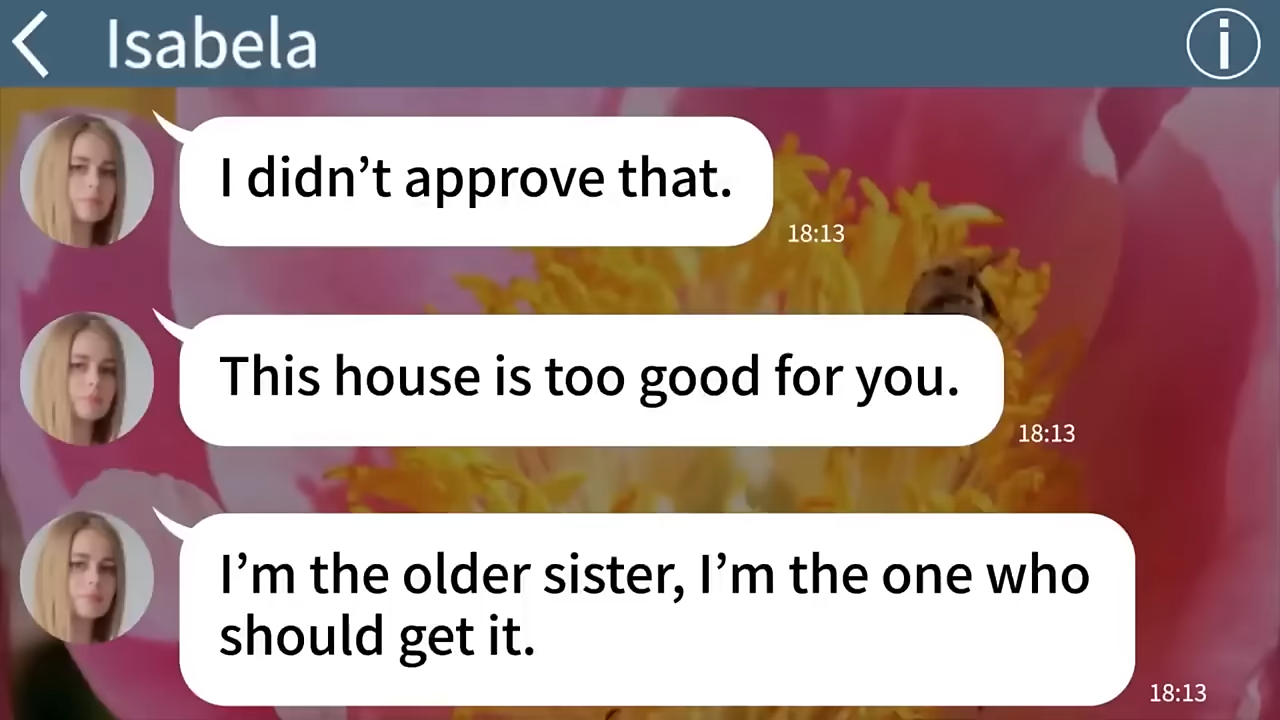 Isabela
I didn’t approve that.
18:13
This house is too good for you.
18:13
I’m the older sister, I’m the one who
should get it.
18:13